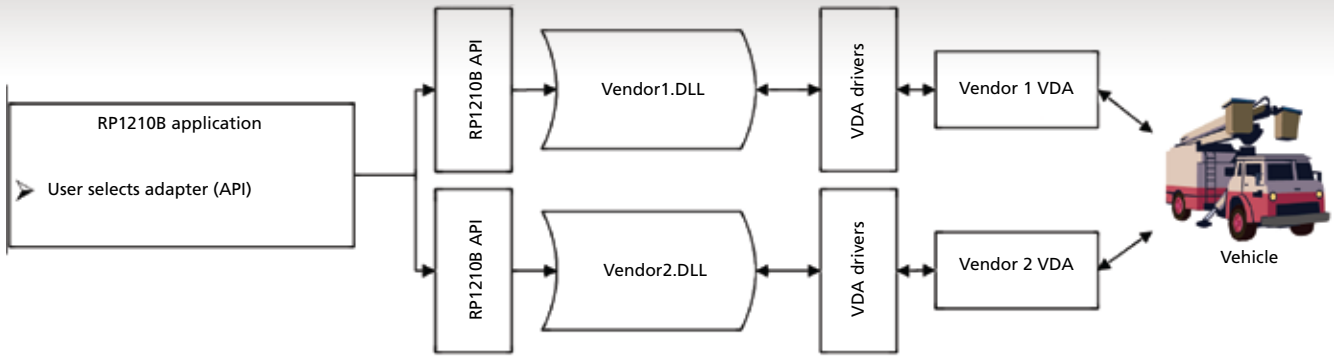 RP1210B application
User selects adapter (API)
RP1210B API
Vendor1.DLL
VDA drivers
Vendor 1 VDA
RP1210B API
Vendor2.DLL
VDA drivers
Vendor 2 VDA
Vehicle